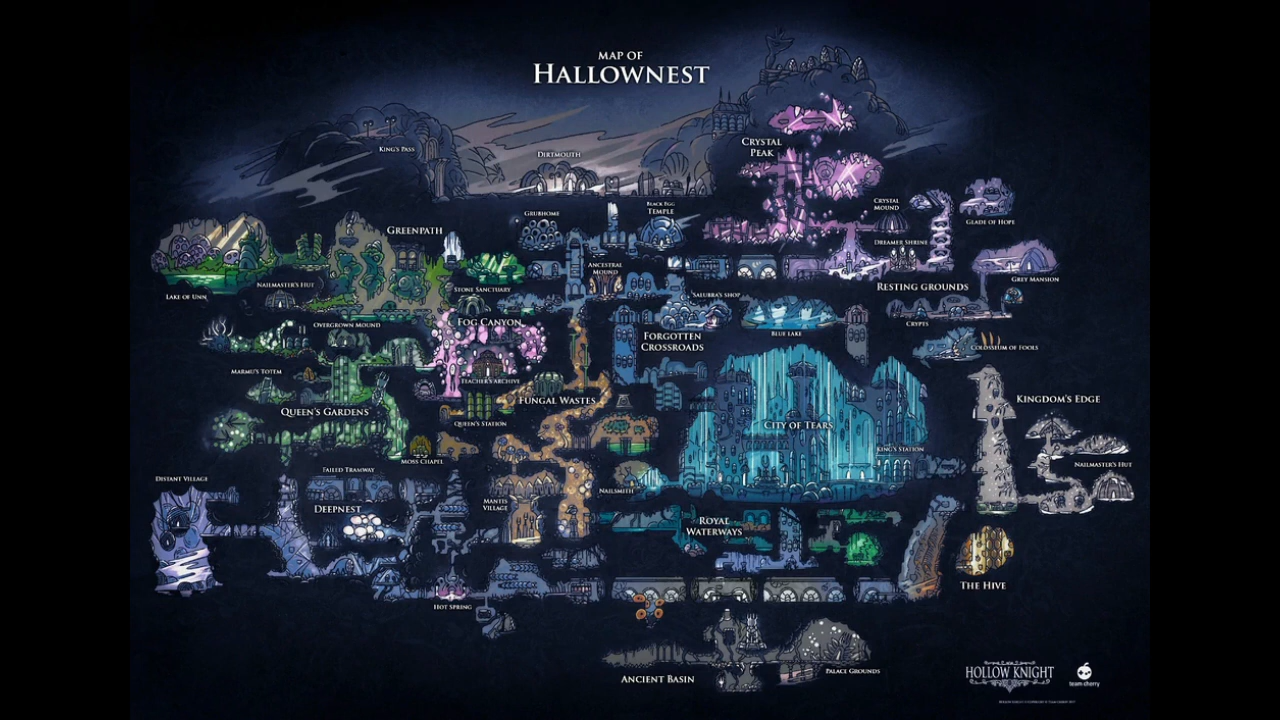 MAP OF
HALLOWNEST
CRYSTAL
PEAK
KING'S PASS
DIRTMOUTH
CRYSTAL
MOUND
BLACK EGG
TEMPLE
GRUBHOME
GLADE OF HOPE
GREENPATH
DREAMER SHRINE
ANCESTRAL
MOUND
GREY MANSION
NAILMASTER'S HUT
STONE SANCTUARY
RESTING GROUNDS
LAKE OF UNN
SALUBRA'S SHOP
OVERGROWN MOUND
FOG CANYON
CRYPTS
BLUE LAKE
FORGOTTEN
CROSSROADS
COLOSSEUM OF FOOLS
MARMU'S TOTEM
TEACHER'S ARCHIVE
FUNGAL WASTES
KINGDOM'S EDGE
QUEEN'S GARDENS
QUEEN'S STATION
CITY OF TEARS
KING'S STATION
MOSS CHAPEL
NAILMASTER'S HUT
FAILED TRAMWAY
DISTANT VILLAGE
NAILSMITH
MANTIS
VILLAGE
DEEPNEST
ROYAL
WATERWAYS
THE HIVE
HOT SPRING
PALACE GROUNDS
ANCIENT BASIN
HOLLOW KNIGHT
team cherry